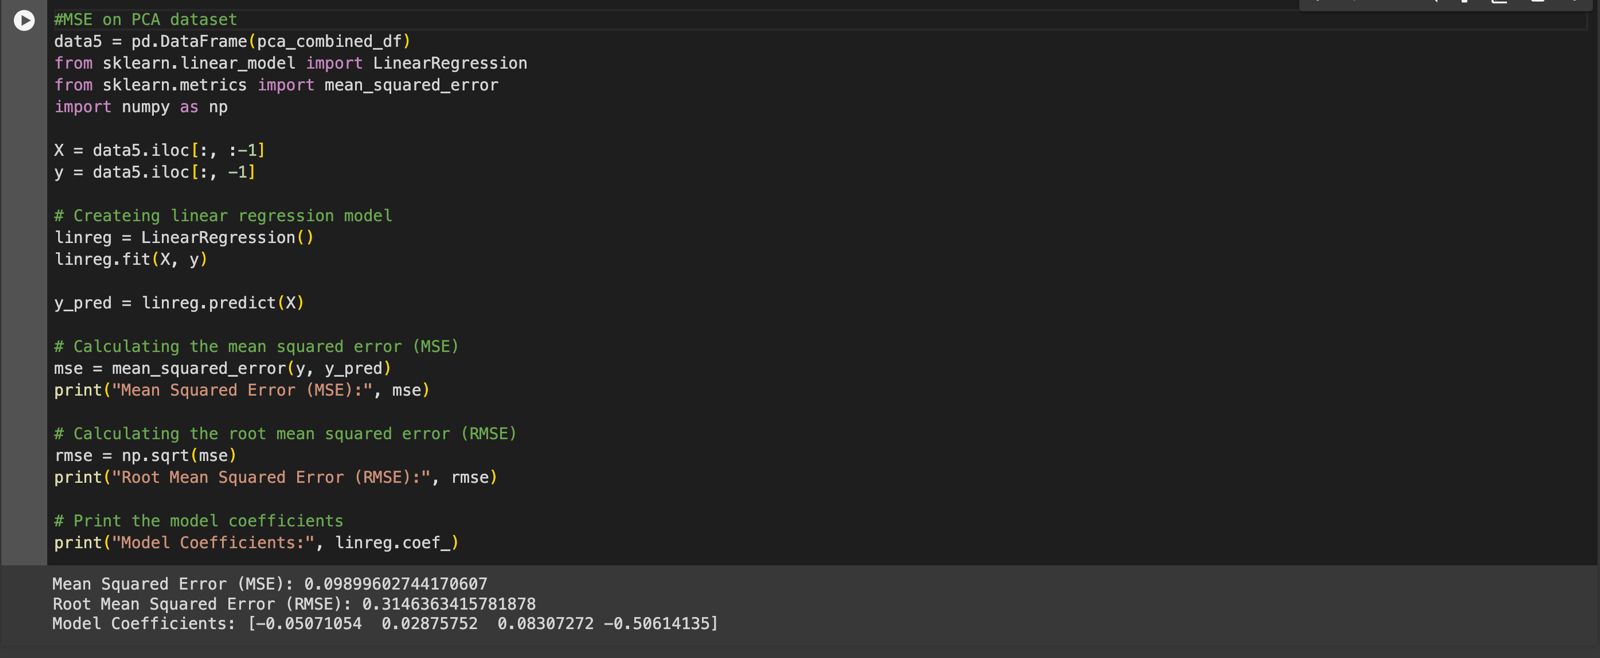 #MSE on PCA dataset
data5 = pd.DataFrame(pca_combined_df)
from sklearn.linear_model import LinearRegression
from sklearn.metrics import mean_squared_error
import numpy as np
X = data5.iloc[:, :-1]
y = data5.iloc[:, -1]
# Createing linear regression model
linreg = LinearRegression()
linreg.fit(X, y)
y_pred = linreg.predict(X)
# Calculating the mean squared error (MSE)
mse = mean_squared_error(y, y_pred)
print("Mean Squared Error (MSE):", mse)
# Calculating the root mean squared error (RMSE)
rmse = np.sqrt(mse)
print("Root Mean Squared Error (RMSE):", rmse)
# Print the model coefficients
print("Model Coefficients:", linreg.coef_)
Mean Squared Error (MSE): 0.09899602744170607
Root Mean Squared Error (RMSE): 0.3146363415781878
Model Coefficients: [-0.05071054  0.02875752  0.08307272 -0.50614135]